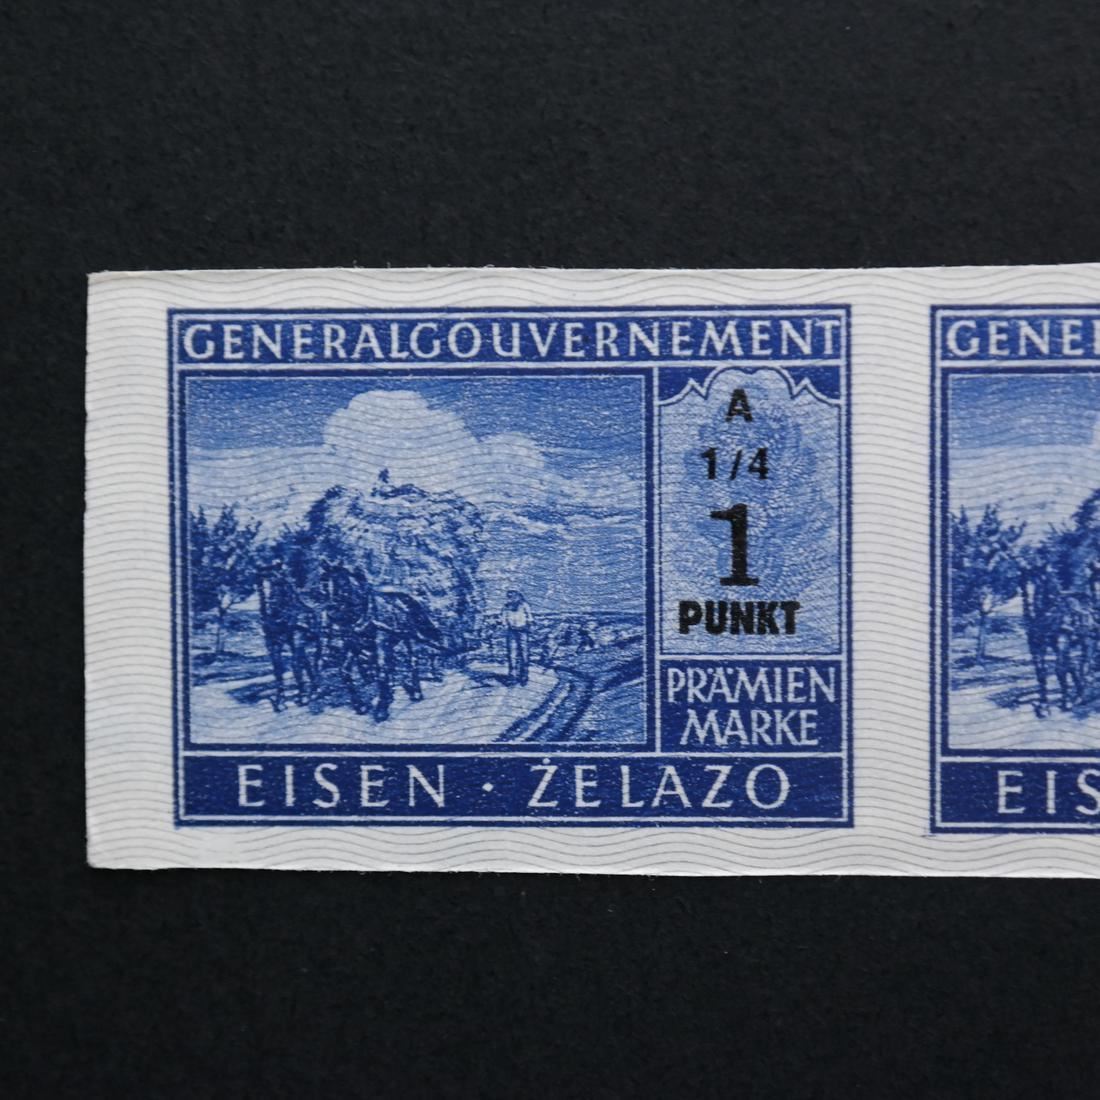 GENERALGOUVERNEMENT
A
1/4
1
PUNKT
PRÄMIEN
MARKE
EISEN · ŻELAZO
GENE
EIS